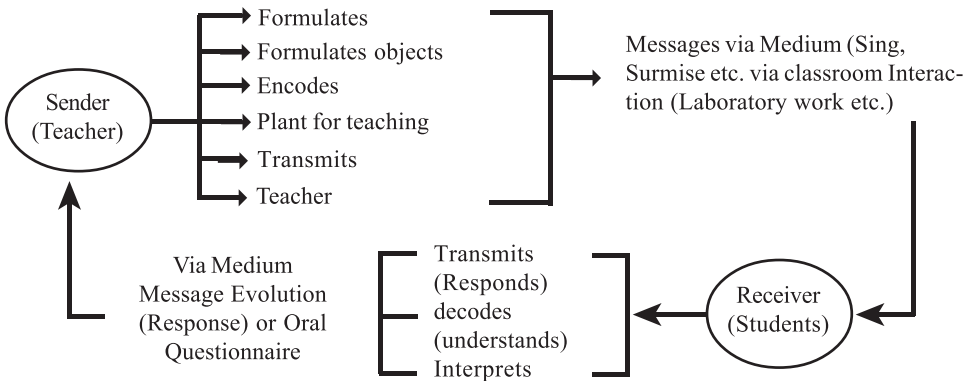 Sender
(Teacher)
Formulates
Formulates objects
Encodes
Plant for teaching
Transmits
Teacher
Messages via Medium (Sing,
Surmise etc. via classroom Interac-
tion (Laboratory work etc.)
Receiver
(Students)
Transmits
(Responds)
decodes
(understands)
Interprets
Via Medium
Message Evolution
(Response) or Oral
Questionnaire